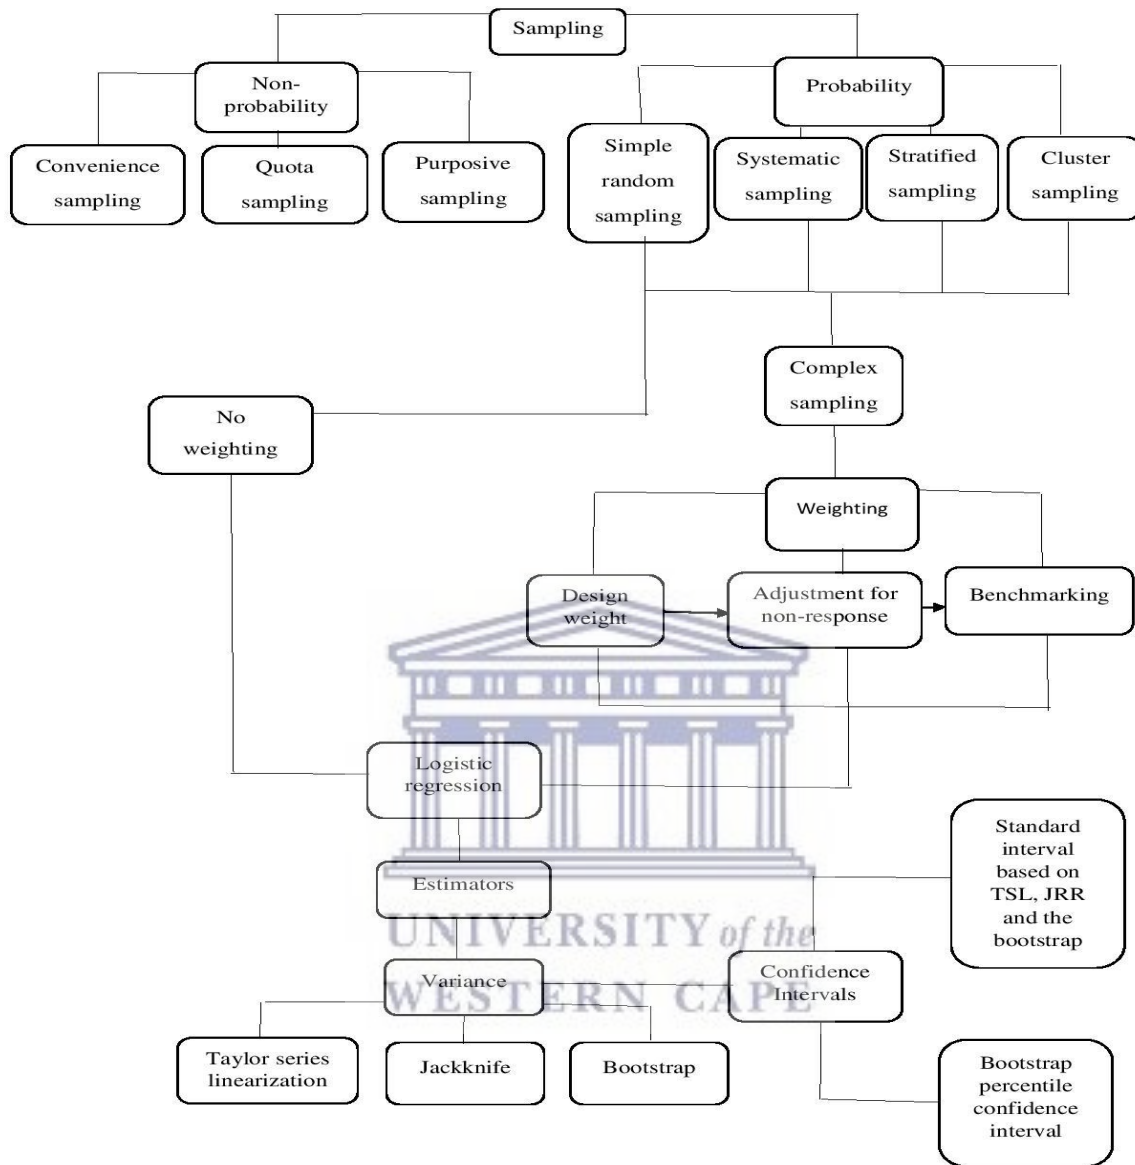 Sampling
Non-
probability
Probability
Convenience
sampling
Quota
sampling
Purposive
sampling
Simple
random
sampling
Systematic
sampling
Stratified
sampling
Cluster
sampling
Complex
sampling
No
weighting
Weighting
Design
weight
Adjustment for
non-response
Benchmarking
Logistic
regression
Standard
interval
based on
TSL, JRR
and the
bootstrap
Estimators
UNIVERSITY of the
WESTERN CAPE
Variance
Confidence
Intervals
Taylor series
linearization
Jackknife
Bootstrap
Bootstrap
percentile
confidence
interval